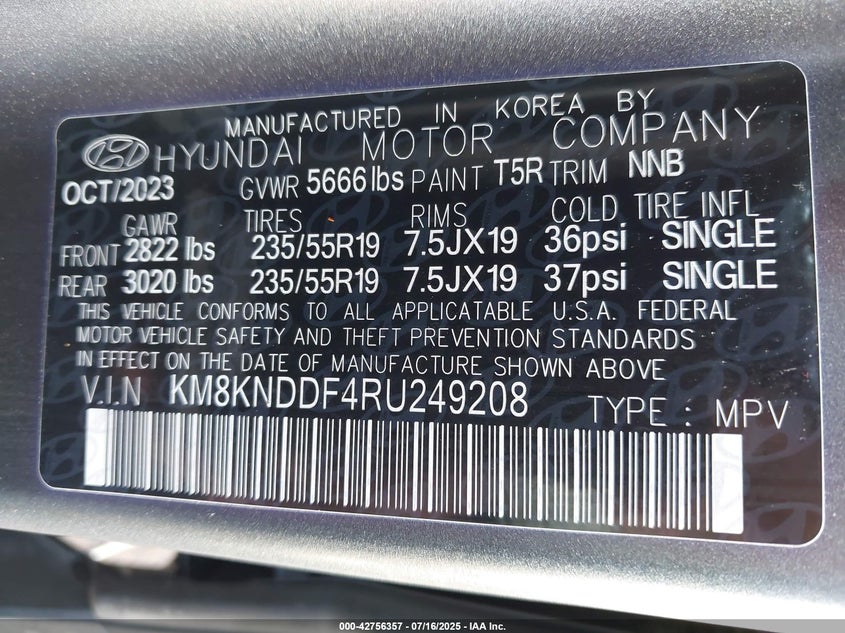 MANUFACTURED IN KOREA BY
HYUNDAI MOTOR COMPANY
OCT/2023 GVWR 5666 lbs PAINT T5R TRIM NNB
GAWR TIRES RIMS COLD TIRE INFL
FRONT 2822 lbs 235/55R19 7.5JX19 36psi SINGLE
REAR 3020 lbs 235/55R19 7.5JX19 37psi SINGLE
THIS VEHICLE CONFORMS TO ALL APPLICATABLE U.S.A. FEDERAL
MOTOR VEHICLE SAFETY AND THEFT PREVENTION STANDARDS
IN EFFECT ON THE DATE OF MANUFACTURE SHOWN ABOVE
V.I.N KM8KNDDF4RU249208 TYPE : MPV
000-42756357 - 07/16/2025 - IAA Inc.